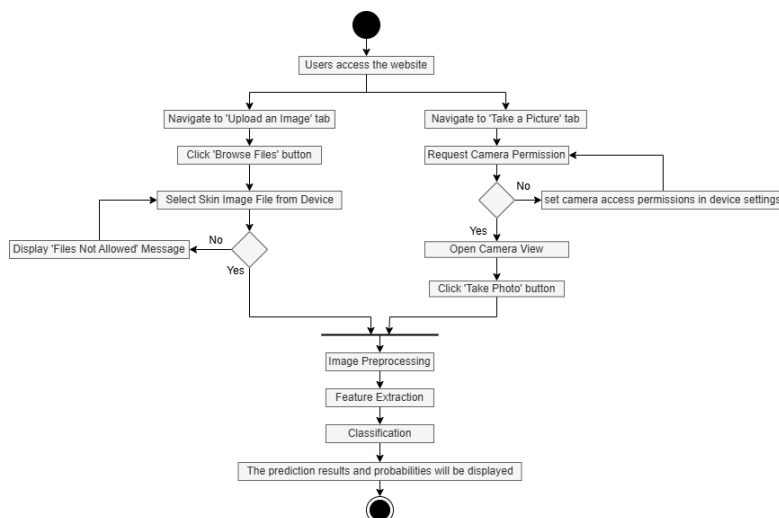 Users access the website
Navigate to 'Upload an Image' tab
Navigate to 'Take a Picture' tab
Click 'Browse Files' button
Request Camera Permission
No
Select Skin Image File from Device
set camera access permissions in device settings
Yes
No
Display 'Files Not Allowed' Message
Open Camera View
Yes
Click 'Take Photo' button
Image Preprocessing
Feature Extraction
Classification
The prediction results and probabilities will be displayed